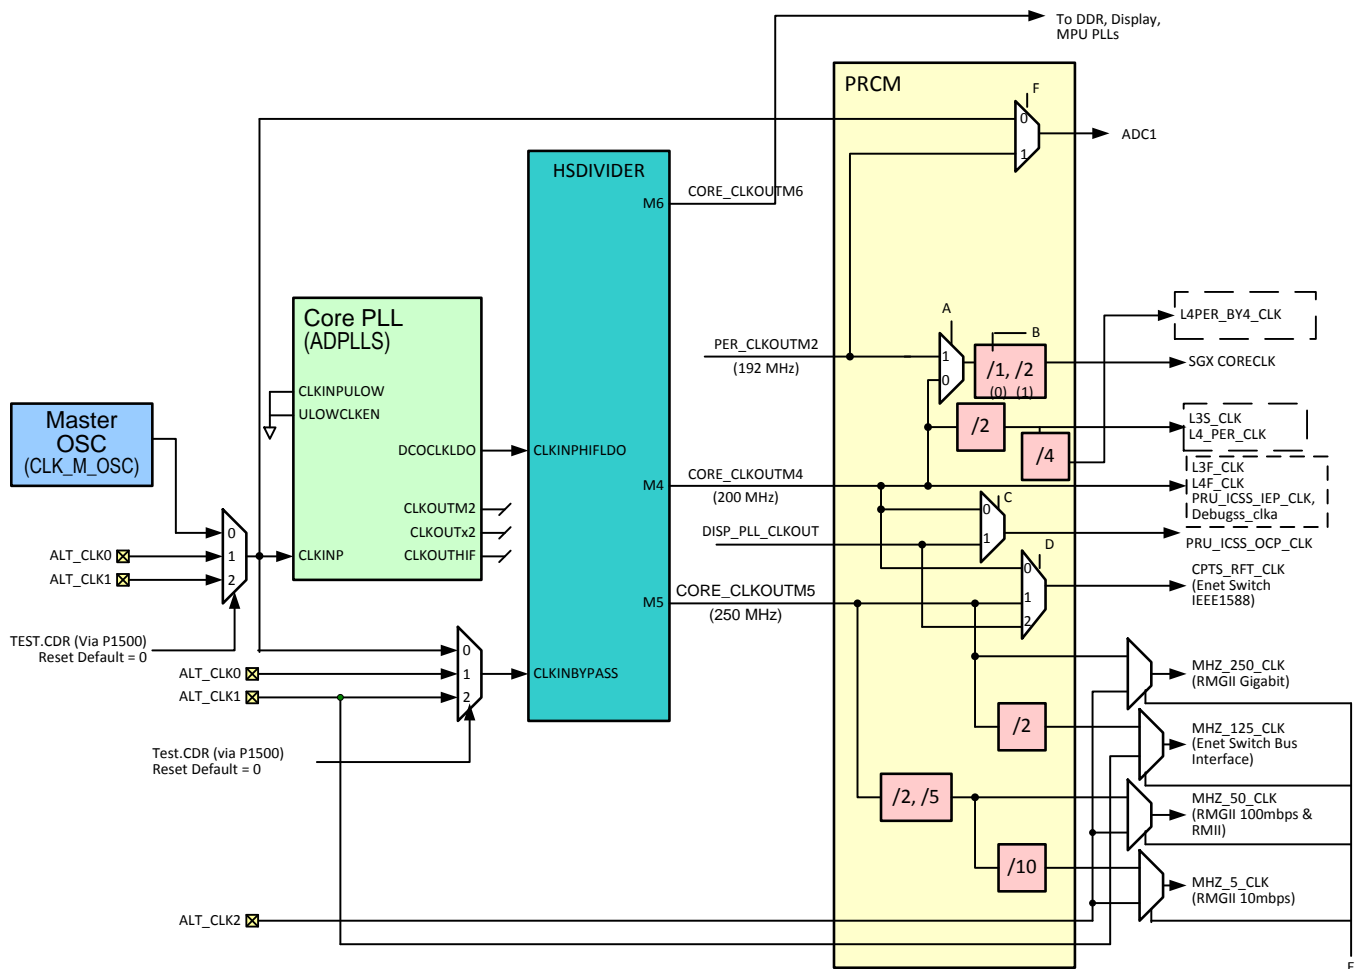 To DDR, Display,
MPU PLLs
PRCM
F
0
1
ADC1
HSDIVIDER
M6
CORE_CLKOUTM6
Core PLL
(ADPLLS)
CLKINPULOW
ULOWCLKEN
DCOCLKLDO
CLKOUTM2
CLKOUTx2
CLKOUTHIF
CLKINP
CLKINPHIFLDO
M4
M5
CLKINBYPASS
Master
OSC
(CLK_M_OSC)
0
1
2
ALT_CLK0
ALT_CLK1
TEST.CDR (Via P1500)
Reset Default = 0
0
1
2
ALT_CLK0
ALT_CLK1
Test.CDR (via P1500)
Reset Default = 0
ALT_CLK2
PER_CLKOUTM2
(192 MHz)
CORE_CLKOUTM4
(200 MHz)
DISP_PLL_CLKOUT
CORE_CLKOUTM5
(250 MHz)
A
1
0
B
/1, /2
(0) (1)
/2
/4
C
0
1
D
0
1
2
/2
/2, /5
/10
L4PER_BY4_CLK
SGX CORECLK
L3S_CLK
L4_PER_CLK
L3F_CLK
L4F_CLK
PRU_ICSS_IEP_CLK,
Debugss_clka
PRU_ICSS_OCP_CLK
CPTS_RFT_CLK
(Enet Switch
IEEE1588)
MHZ_250_CLK
(RMGII Gigabit)
MHZ_125_CLK
(Enet Switch Bus
Interface)
MHZ_50_CLK
(RMGII 100mbps &
RMII)
MHZ_5_CLK
(RMGII 10mbps)